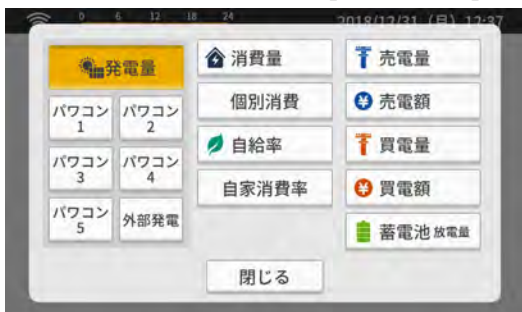 0 6 12 18 24
2018/12/31 (月) 12:37
発電量
消費量
売電量
パワコン
1
パワコン
2
個別消費
売電額
自給率
買電量
パワコン
3
パワコン
4
自家消費率
買電額
パワコン
5
外部発電
蓄電池 放電量
閉じる